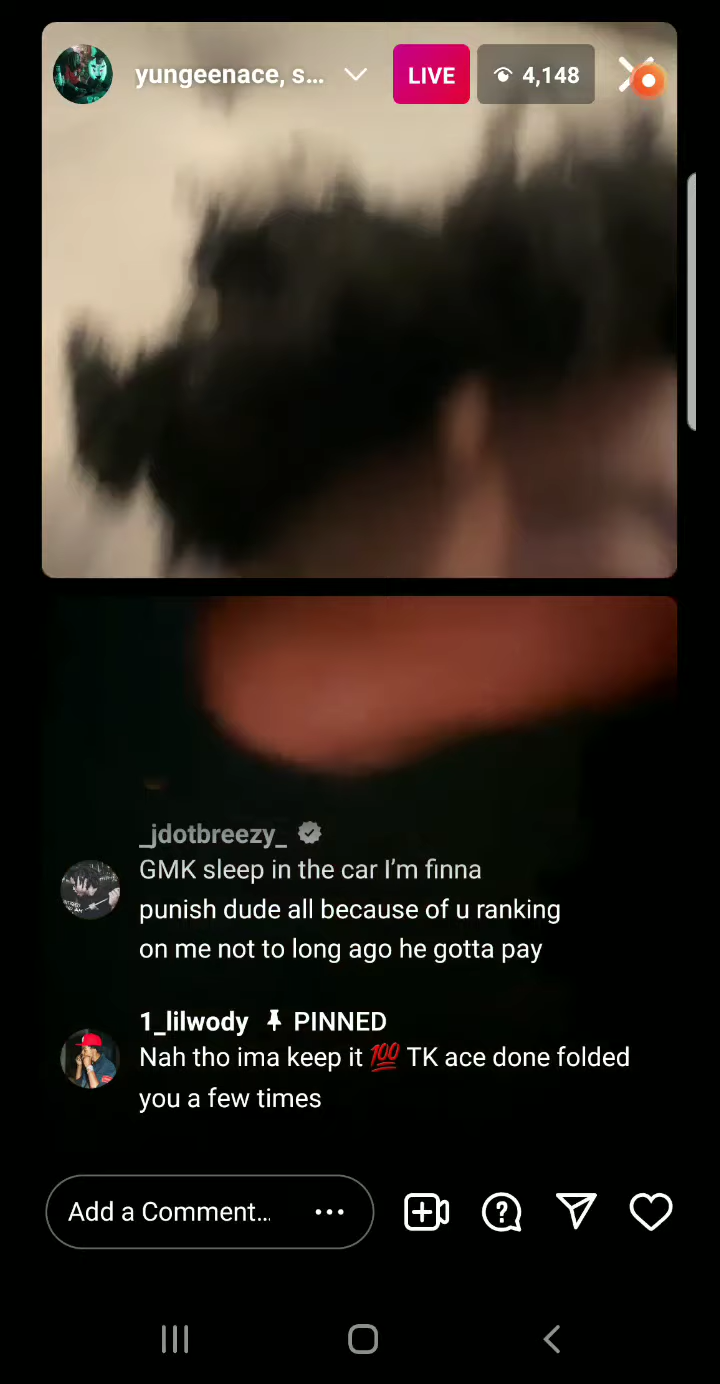 yungeenace, s...
LIVE
4,148
_jdotbreezy_
GMK sleep in the car I'm finna
punish dude all because of u ranking
on me not to long ago he gotta pay
1_lilwody PINNED
Nah tho ima keep it 💯 TK ace done folded
you a few times
Add a Comment...